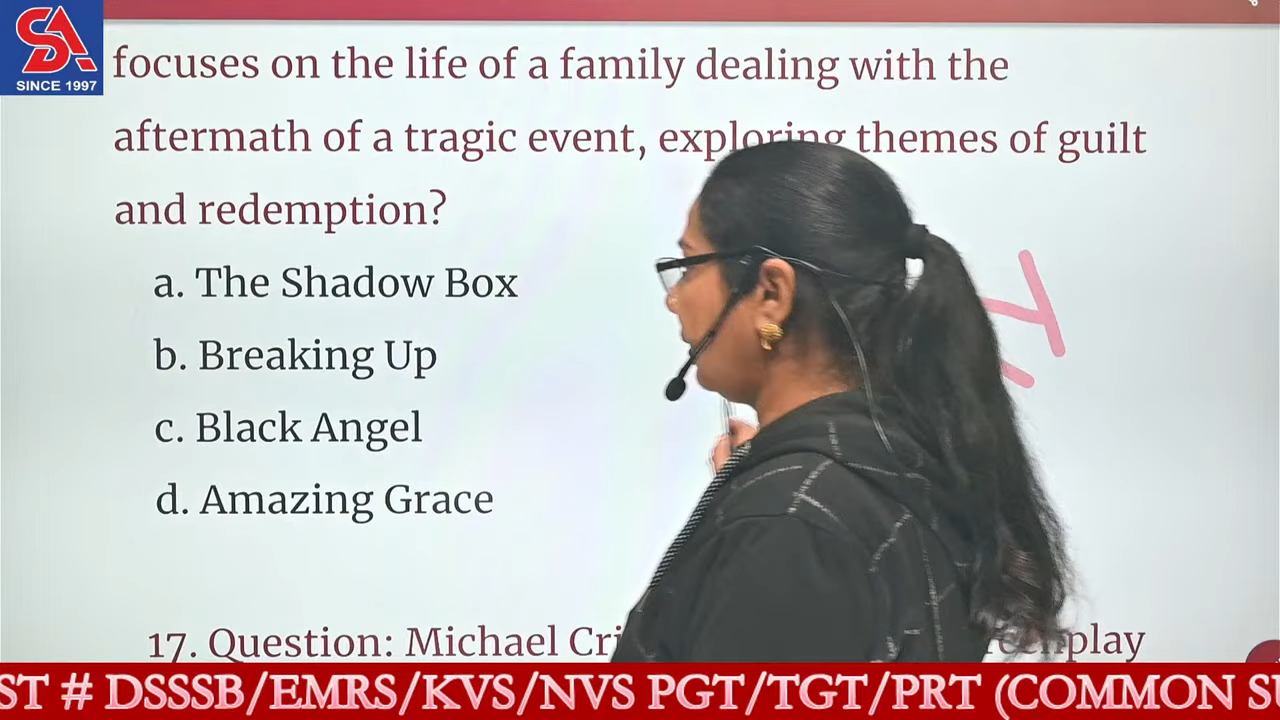 SA
SINCE 1997
focuses on the life of a family dealing with the
aftermath of a tragic event, exploring themes of guilt
and redemption?
a. The Shadow Box
b. Breaking Up
c. Black Angel
d. Amazing Grace
17. Question: Michael
ST # DSSSB/EMRS/KVS/NVS PGT/TGT/PRT (COMMON